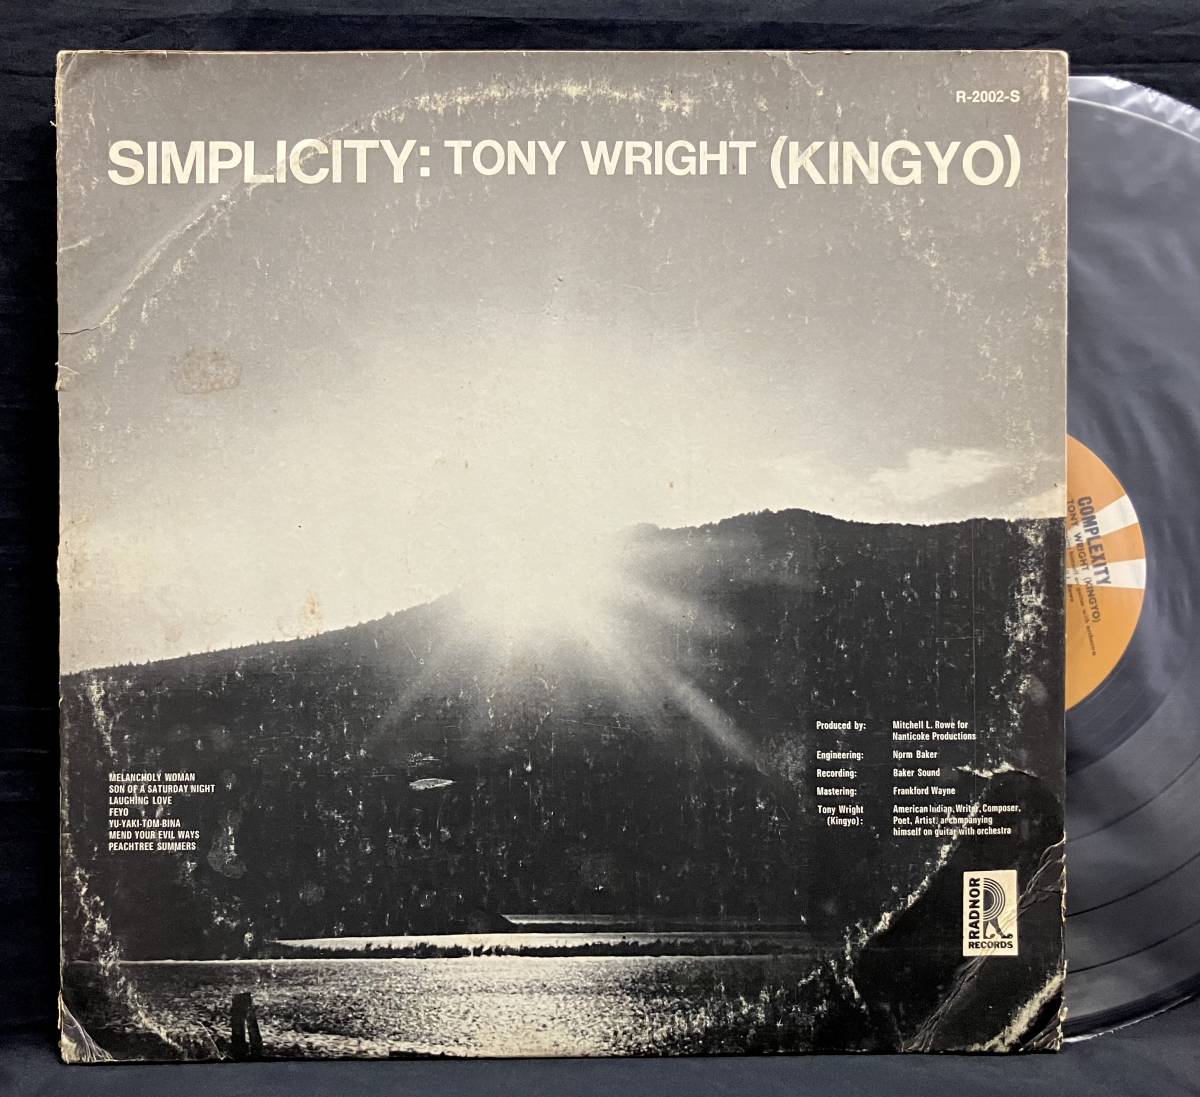 R-2002-S
SIMPLICITY: TONY WRIGHT (KINGYO)
COMPLEXITY
TONY WRIGHT (KINGYO)
with orchestra
Produced by: Mitchell L. Rowe for
Nanticoke Productions
Engineering: Norm Baker
Recording: Baker Sound
Mastering: Frankford Wayne
Tony Wright American Indian, Writer, Composer,
(Kingyo): Poet, Artist, accompanying
himself on guitar with orchestra
MELANCHOLY WOMAN
SON OF A SATURDAY NIGHT
LAUGHING LOVE
FEYO
YU-YAKI-TOM-BINA
MEND YOUR EVIL WAYS
PEACHTREE SUMMERS
RADNOR
RECORDS